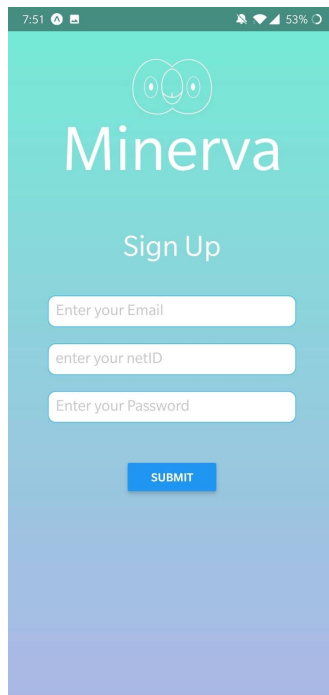 7:51 53%
Minerva
Sign Up
Enter your Email
enter your netID
Enter your Password
SUBMIT